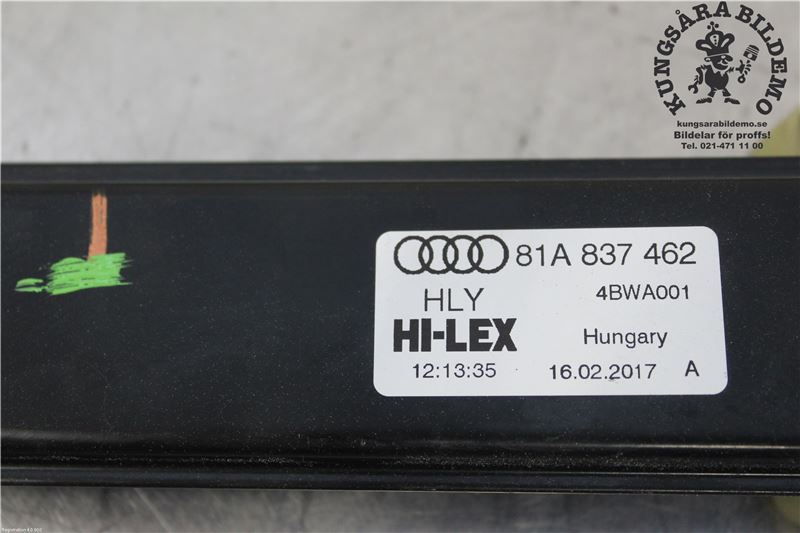 KUNGSÅRA BILDEMO
kungsarabildemo.se
Bildelar för proffs!
Tel. 021-471 11 00
81A 837 462
HLY
4BWA001
HI-LEX
Hungary
12:13:35
16.02.2017 A